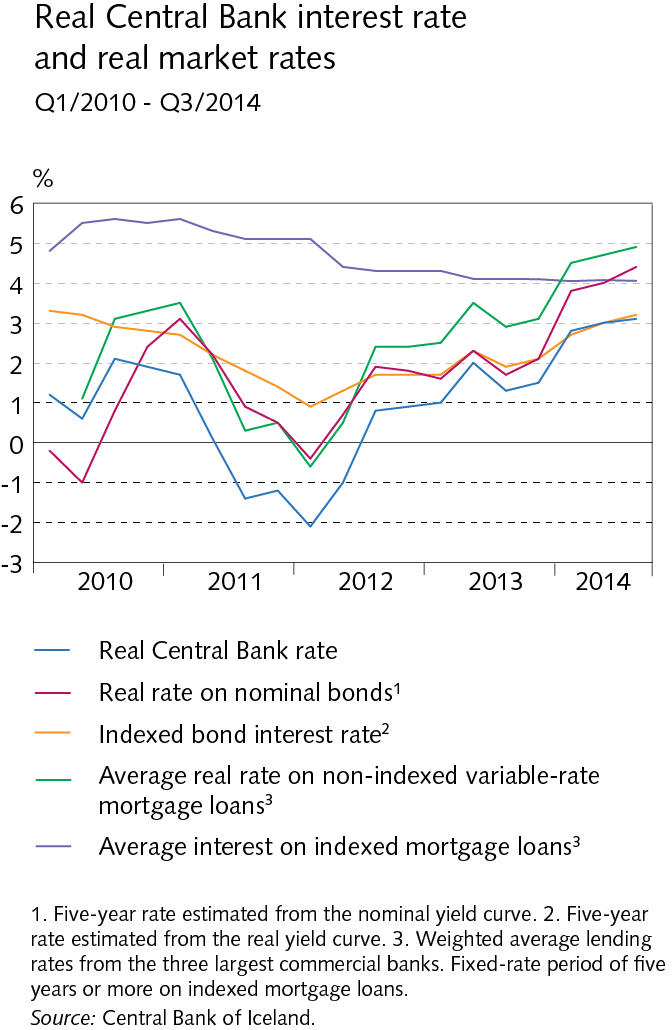 Real Central Bank interest rate
and real market rates
Q1/2010 - Q3/2014
%
6
5
4
3
2
1
0
-1
-2
-3
2010 2011 2012 2013 2014
Real Central Bank rate
Real rate on nominal bonds¹
Indexed bond interest rate²
Average real rate on non-indexed variable-rate
mortgage loans³
Average interest on indexed mortgage loans³
1. Five-year rate estimated from the nominal yield curve. 2. Five-year
rate estimated from the real yield curve. 3. Weighted average lending
rates from the three largest commercial banks. Fixed-rate period of five
years or more on indexed mortgage loans.
Source: Central Bank of Iceland.